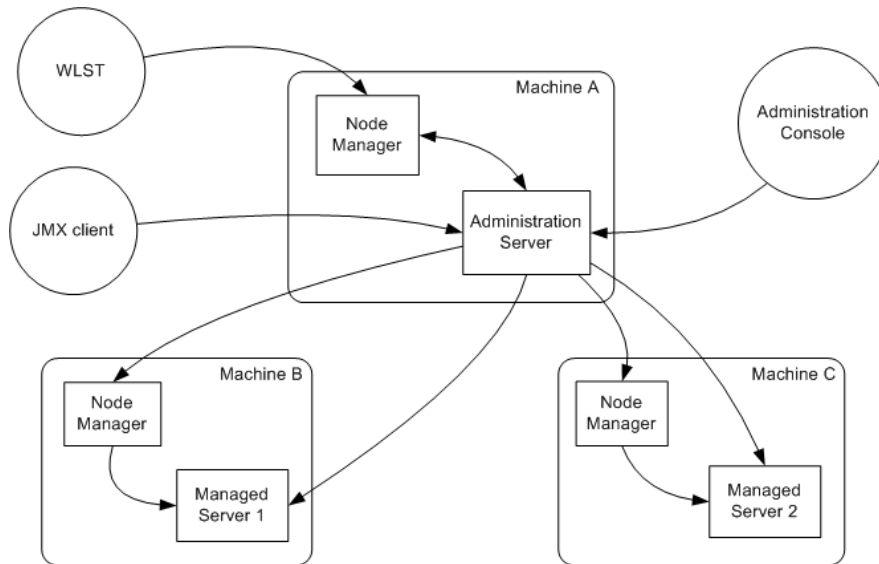 WLST
Machine A
Node
Manager
Administration
Console
JMX client
Administration
Server
Machine B
Node
Manager
Managed
Server 1
Machine C
Node
Manager
Managed
Server 2